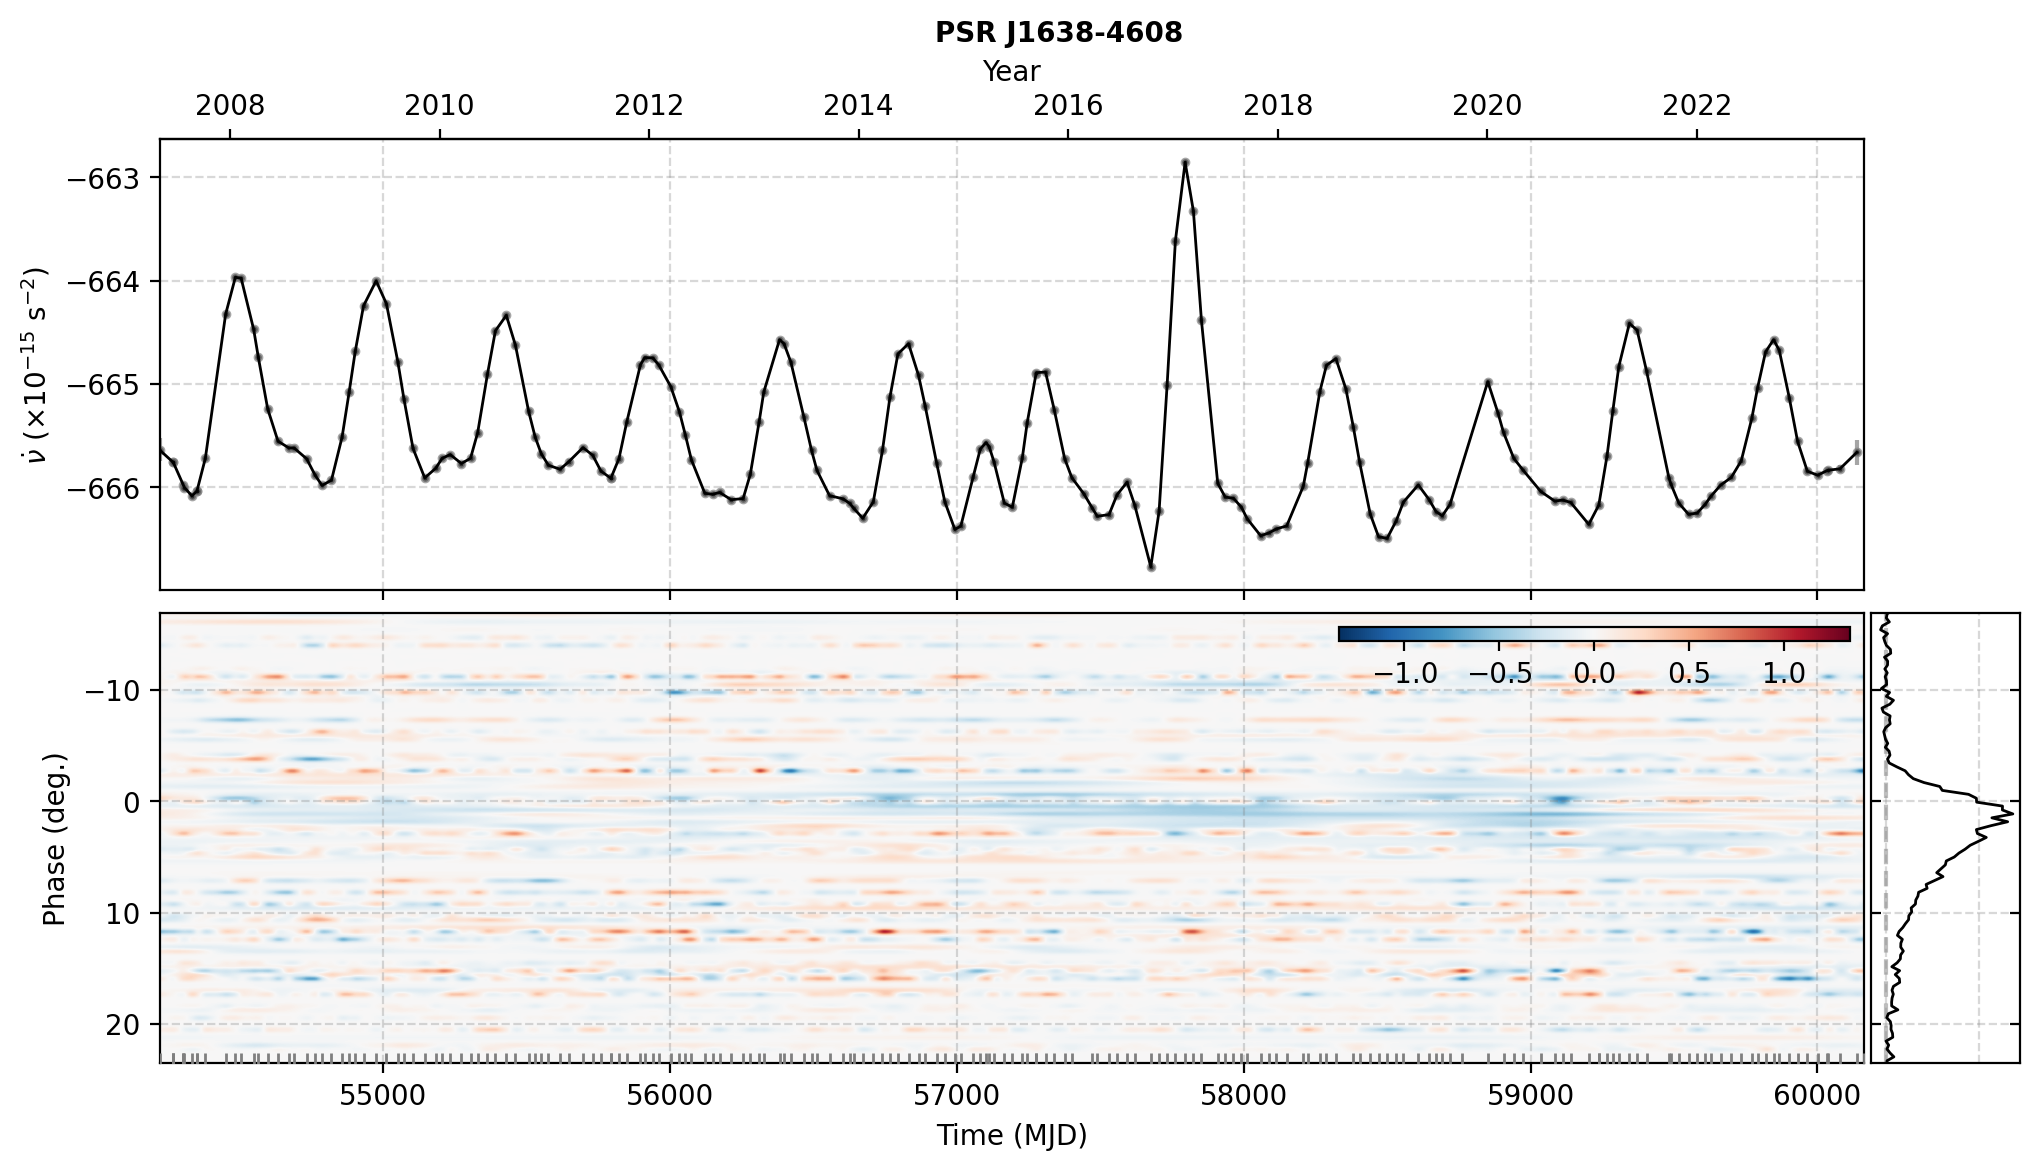 PSR J1638-4608
Year
2008 2010 2012 2014 2016 2018 2020 2022
−663
−664
−665
−666
ν̇ (×10⁻¹⁵ s⁻²)
−1.0 −0.5 0.0 0.5 1.0
−10
0
10
20
Phase (deg.)
55000 56000 57000 58000 59000 60000
Time (MJD)